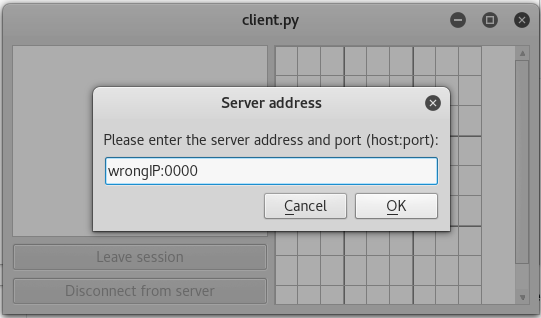 client.py
Server address
Please enter the server address and port (host:port):
wrongIP:0000
Cancel
OK
Leave session
Disconnect from server